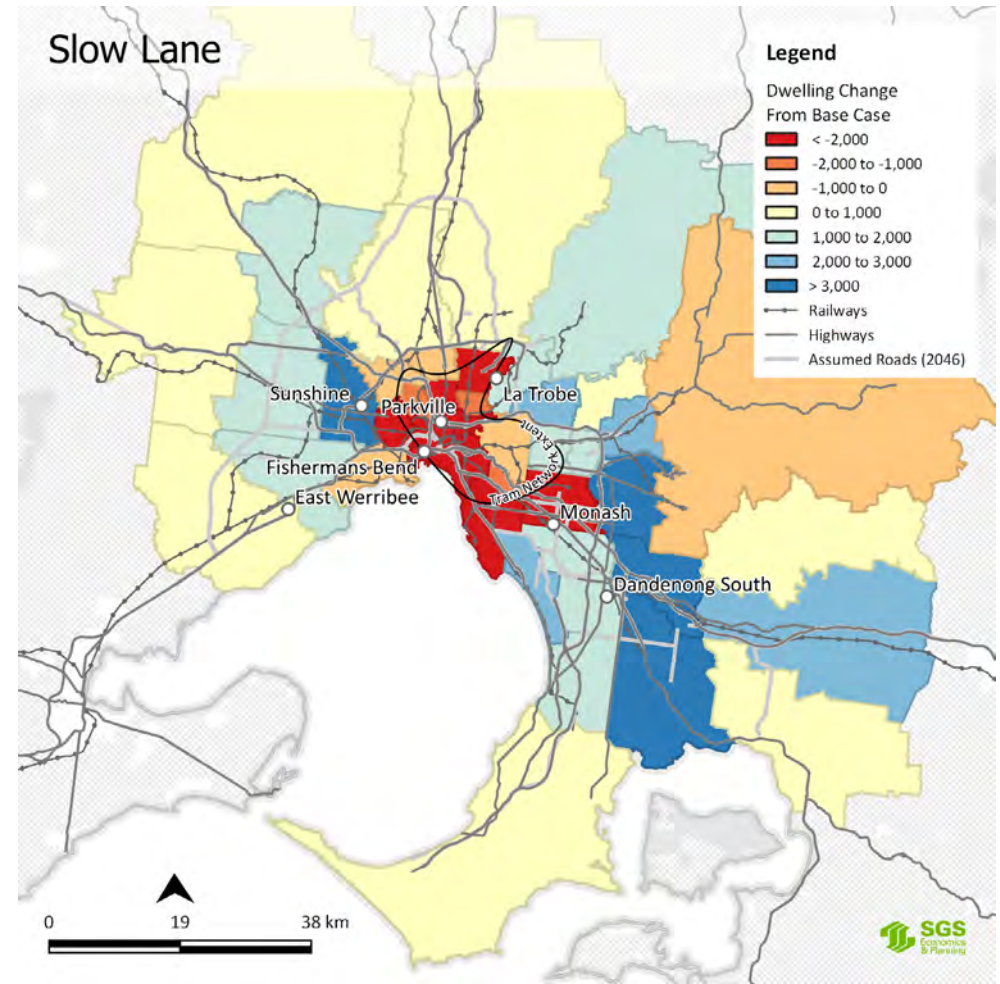 Slow Lane
Legend
Dwelling Change
From Base Case
< -2,000
-2,000 to -1,000
-1,000 to 0
0 to 1,000
1,000 to 2,000
2,000 to 3,000
> 3,000
Railways
Highways
Assumed Roads (2046)
Sunshine
Parkville
La Trobe
Tram Network Extent
Fishermans Bend
East Werribee
Monash
Dandenong South
0 19 38 km
SGS
Economics
& Planning